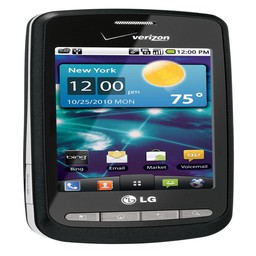 verizon
12:00 PM
New York
12 00 pm
10/25/2010 MON
75°
bing
Bing
Email
Market
Voicemail
LG